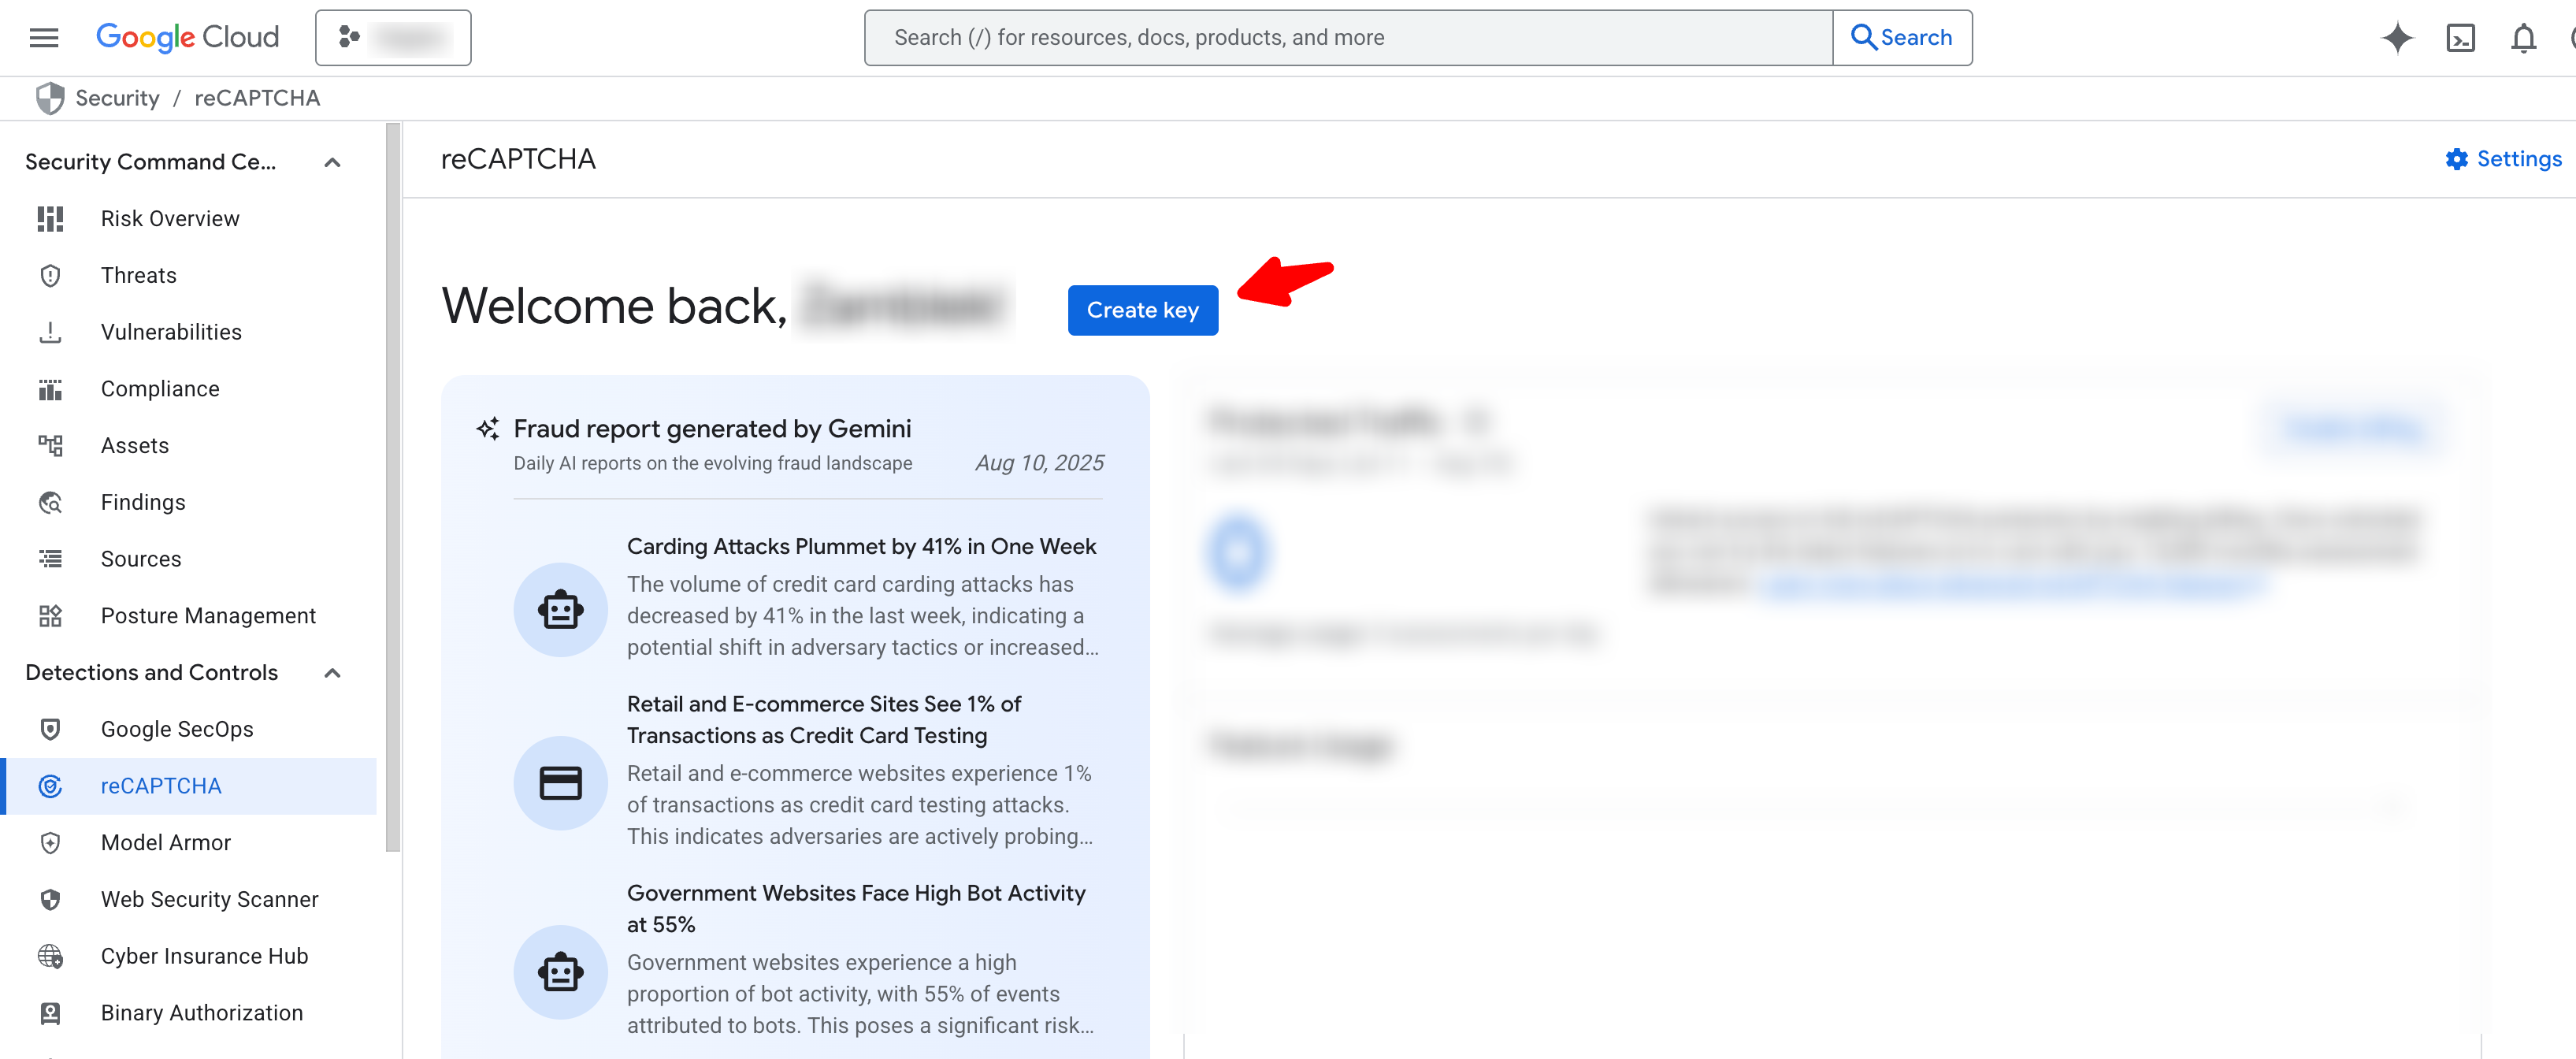 Google Cloud
Search (/) for resources, docs, products, and more
Search
Security / reCAPTCHA
Security Command Ce...
Risk Overview
Threats
Vulnerabilities
Compliance
Assets
Findings
Sources
Posture Management
Detections and Controls
Google SecOps
reCAPTCHA
Model Armor
Web Security Scanner
Cyber Insurance Hub
Binary Authorization
reCAPTCHA
Settings
Welcome back,
Create key
Fraud report generated by Gemini
Daily AI reports on the evolving fraud landscape
Aug 10, 2025
Carding Attacks Plummet by 41% in One Week
The volume of credit card carding attacks has
decreased by 41% in the last week, indicating a
potential shift in adversary tactics or increased...
Retail and E-commerce Sites See 1% of
Transactions as Credit Card Testing
Retail and e-commerce websites experience 1%
of transactions as credit card testing attacks.
This indicates adversaries are actively probing...
Government Websites Face High Bot Activity
at 55%
Government websites experience a high
proportion of bot activity, with 55% of events
attributed to bots. This poses a significant risk...